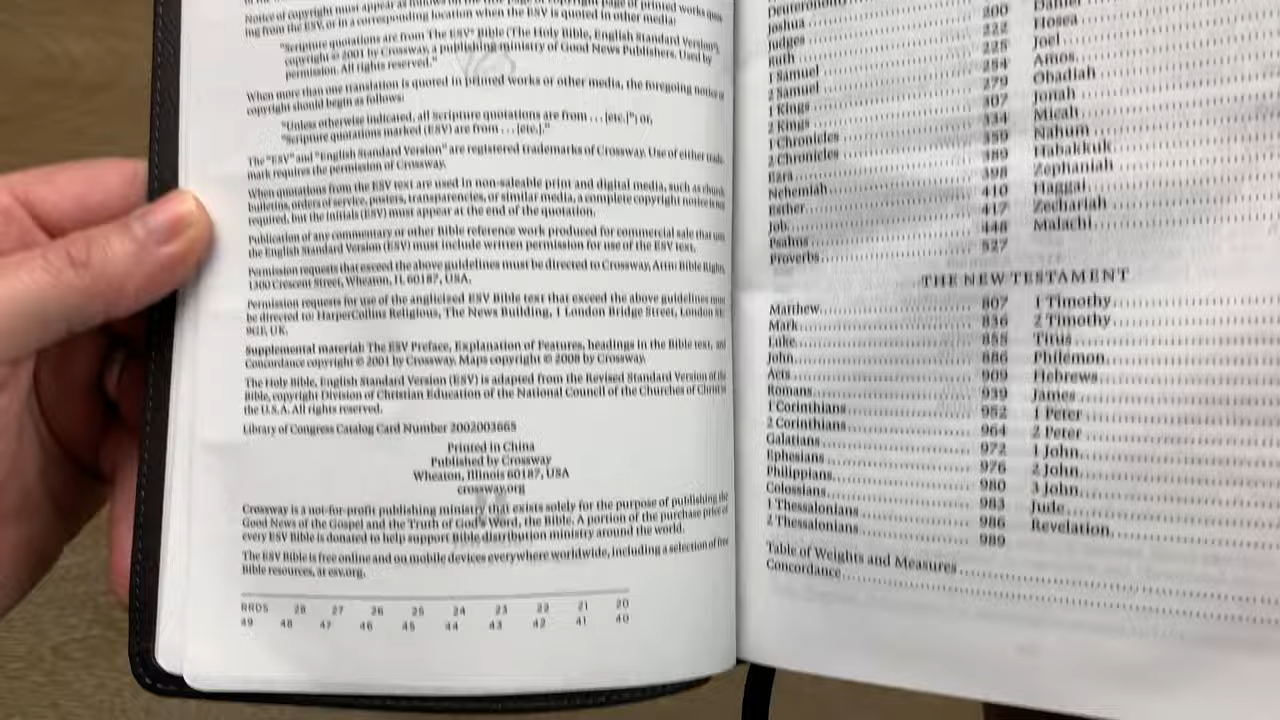 Notice of copyright must appear as follows on the
ing from the ESV, or in a corresponding location when the ESV is quoted in other media:
"Scripture quotations are from The ESV® Bible (The Holy Bible, English Standard Version®),
copyright © 2001 by Crossway, a publishing ministry of Good News Publishers. Used by
permission. All rights reserved."
When more than one translation is quoted in printed works or other media, the foregoing notice of
copyright should begin as follows:
"Unless otherwise indicated, all Scripture quotations are from . . . [etc.]"; or,
"Scripture quotations marked (ESV) are from . . . [etc.]."
The "ESV" and "English Standard Version" are registered trademarks of Crossway. Use of either trade-
mark requires the permission of Crossway.
When quotations from the ESV text are used in non-saleable print and digital media, such as church
bulletins, orders of service, posters, transparencies, or similar media, a complete copyright notice is not
required, but the initials (ESV) must appear at the end of the quotation.
Publication of any commentary or other Bible reference work produced for commercial sale that uses
the English Standard Version (ESV) must include written permission for use of the ESV text.
Permission requests that exceed the above guidelines must be directed to Crossway, Attn: Bible Rights,
1300 Crescent Street, Wheaton, IL 60187, USA.
Permission requests for use of the anglicized ESV Bible text that exceed the above guidelines must
be directed to HarperCollins Religious, The News Building, 1 London Bridge Street, London SE1
9GF, UK.
Supplemental material: The ESV Preface, Explanation of Features, headings in the Bible text, and
Concordance copyright © 2001 by Crossway. Maps copyright © 2008 by Crossway.
The Holy Bible, English Standard Version (ESV) is adapted from the Revised Standard Version of the
Bible, copyright Division of Christian Education of the National Council of the Churches of Christ in
the U.S.A. All rights reserved.
Library of Congress Catalog Card Number 2002003665
Printed in China
Published by Crossway
Wheaton, Illinois 60187, USA
crossway.org
Crossway is a not-for-profit publishing ministry that exists solely for the purpose of publishing the
Good News of the Gospel and the Truth of God's Word, the Bible. A portion of the purchase price of
every ESV Bible is donated to help support Bible distribution ministry around the world.
The ESV Bible is free online and on mobile devices everywhere worldwide, including a selection of free
Bible resources, at esv.org.
RRDS 28 27 26 25 24 23 22 21 20
49 48 47 46 45 44 43 42 41 40
Deuteronomy
Joshua 200
Judges 222
Ruth 225
1 Samuel 254
2 Samuel 279
1 Kings 307
2 Kings 334
1 Chronicles 359
2 Chronicles 389
Ezra 398
Nehemiah 410
Esther 417
Job 448
Psalms 527
Proverbs
Daniel
Hosea
Joel
Amos
Obadiah
Jonah
Micah
Nahum
Habakkuk
Zephaniah
Haggai
Zechariah
Malachi
THE NEW TESTAMENT
Matthew 807
Mark 836
Luke 855
John 886
Acts 909
Romans 939
1 Corinthians 952
2 Corinthians 964
Galatians 972
Ephesians 976
Philippians 980
Colossians 983
1 Thessalonians 986
2 Thessalonians 989
1 Timothy
2 Timothy
Titus
Philemon
Hebrews
James
1 Peter
2 Peter
1 John
2 John
3 John
Jude
Revelation
Table of Weights and Measures
Concordance